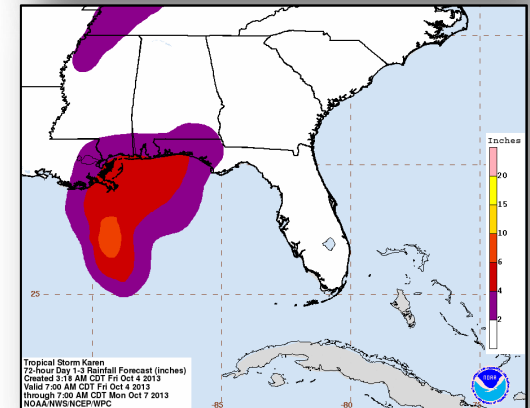 Inches
20
15
10
6
4
2
25
Tropical Storm Karen
72-hour Day 1-3 Rainfall Forecast (inches)
Created 3:18 AM CDT Fri Oct 4 2013
Valid 7:00 AM CDT Fri Oct 4 2013
through 7:00 AM CDT Mon Oct 7 2013
NOAA/NWS/NCEP/WPC
-85
-80
NOAA